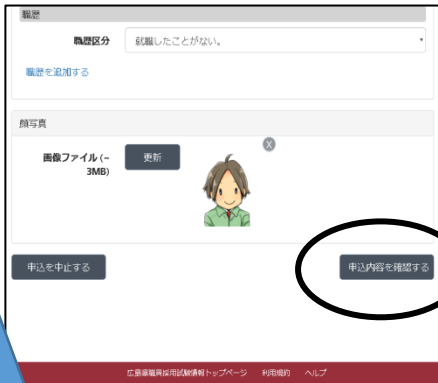 職歴
職歴区分 就職したことがない。
職歴を追加する
顔写真
画像ファイル (~
3MB)
更新
X
申込を中止する 申込内容を確認する
広島県職員採用試験情報トップページ 利用規約 ヘルプ